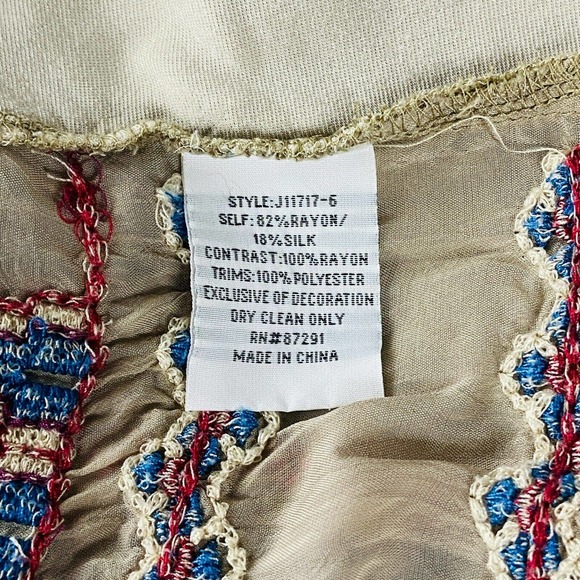 STYLE:J11717-6
SELF: 82%RAYON/
18%SILK
CONTRAST:100%RAYON
TRIMS:100%POLYESTER
EXCLUSIVE OF DECORATION
DRY CLEAN ONLY
RN#87291
MADE IN CHINA